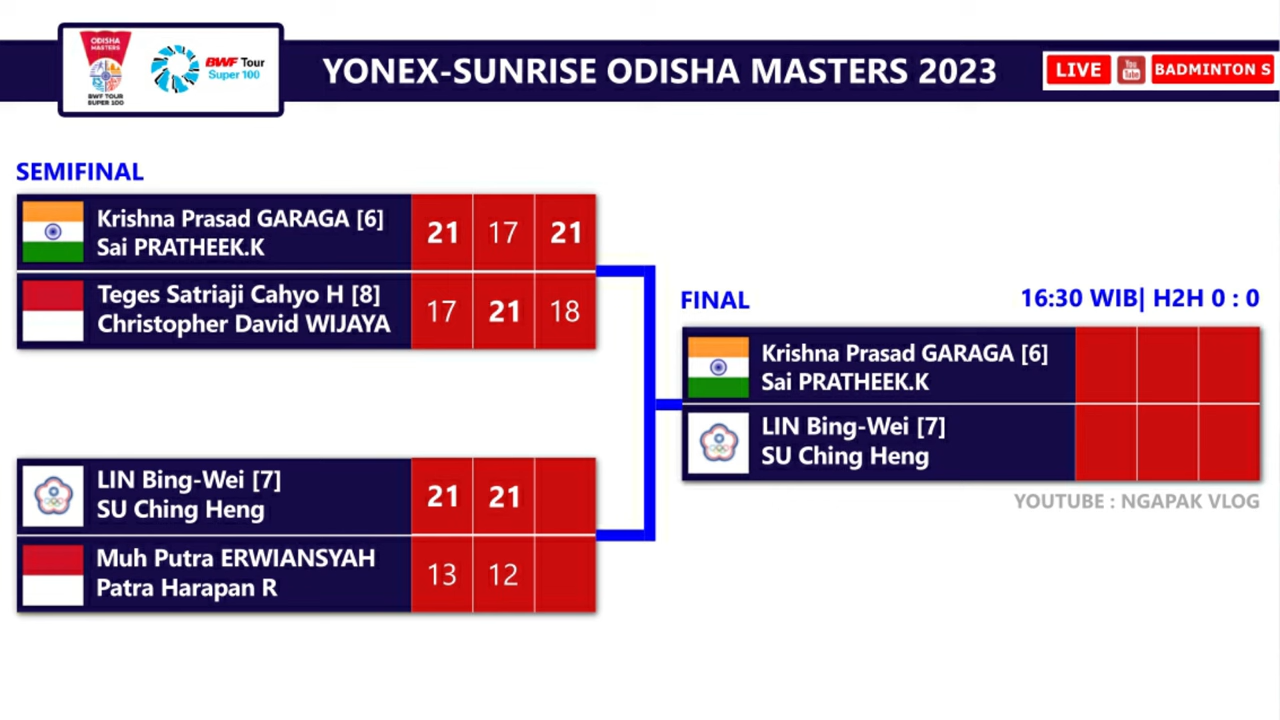 ODISHA
MASTERS
BWF TOUR
SUPER 100
BWF Tour
Super 100
YONEX-SUNRISE ODISHA MASTERS 2023
LIVE
You
Tube
BADMINTON S
SEMIFINAL
Krishna Prasad GARAGA [6]
Sai PRATHEEK.K
21 17 21
Teges Satriaji Cahyo H [8]
Christopher David WIJAYA
17 21 18
LIN Bing-Wei [7]
SU Ching Heng
21 21
Muh Putra ERWIANSYAH
Patra Harapan R
13 12
FINAL
16:30 WIB| H2H 0 : 0
Krishna Prasad GARAGA [6]
Sai PRATHEEK.K
LIN Bing-Wei [7]
SU Ching Heng
YOUTUBE : NGAPAK VLOG